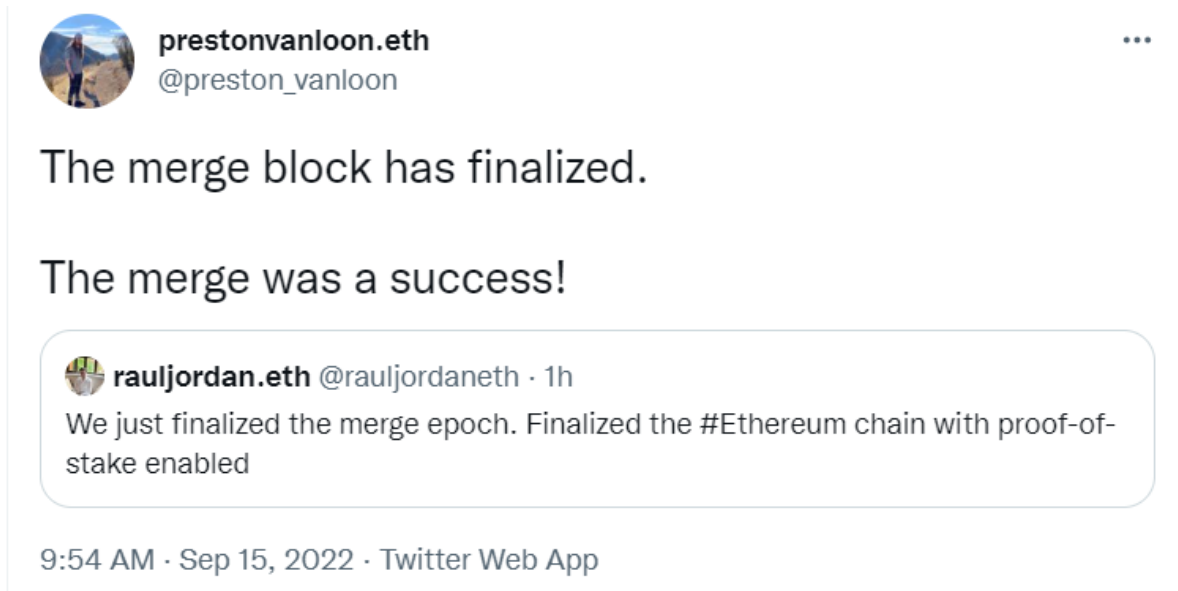 prestonvanloon.eth
@preston_vanloon
The merge block has finalized.
The merge was a success!
rauljordan.eth @rauljordaneth · 1h
We just finalized the merge epoch. Finalized the #Ethereum chain with proof-of-
stake enabled
9:54 AM · Sep 15, 2022 · Twitter Web App